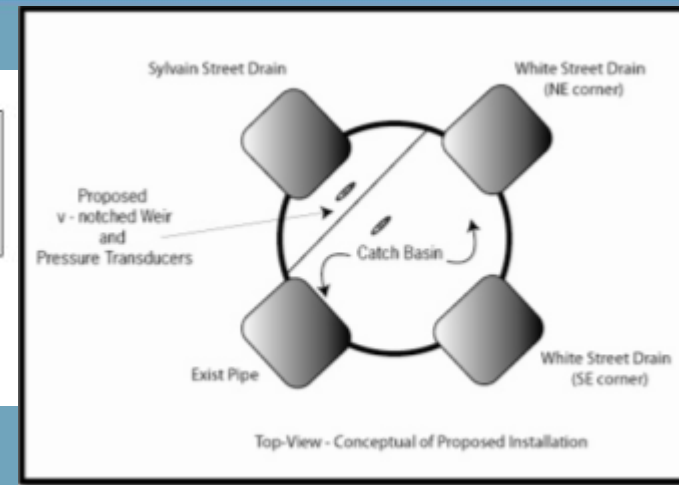 Sylvain Street Drain
White Street Drain
(NE corner)
Proposed
v - notched Weir
and
Pressure Transducers
Catch Basin
Exist Pipe
White Street Drain
(SE corner)
Top-View - Conceptual of Proposed Installation